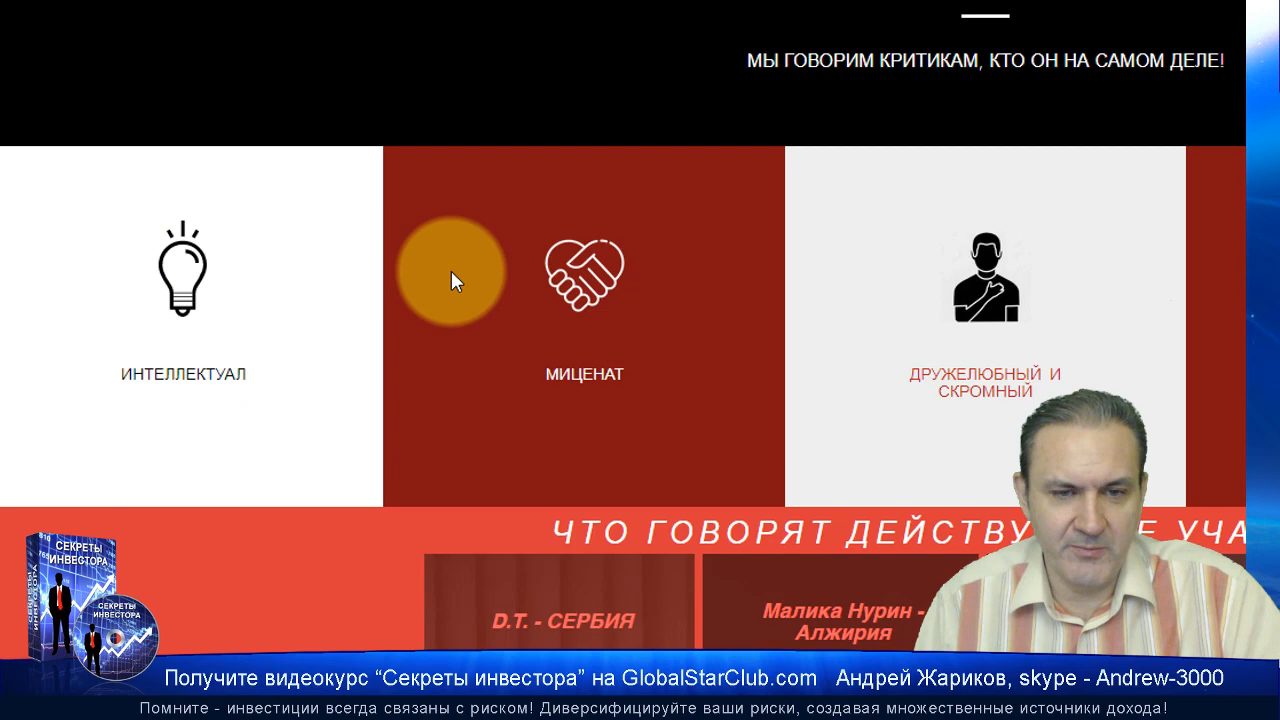 МЫ ГОВОРИМ КРИТИКАМ, КТО ОН НА САМОМ ДЕЛЕ!
ИНТЕЛЛЕКТУАЛ
МИЦЕНАТ
ДРУЖЕЛЮБНЫЙ И
СКРОМНЫЙ
ЧТО ГОВОРЯТ
D.T. - СЕРБИЯ
Малика Нурин -
Алжирия
СЕКРЕТЫ
ИНВЕСТОРА
СЕКРЕТЫ
ИНВЕСТОРА
Получите видеокурс “Секреты инвестора” на GlobalStarClub.com Андрей Жариков, skype - Andrew-3000
Помните - инвестиции всегда связаны с риском! Диверсифицируйте ваши риски, создавая множественные источники дохода!